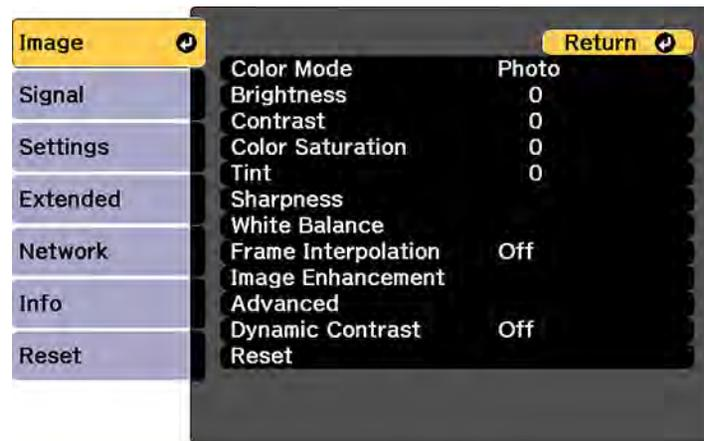 Image
Signal
Settings
Extended
Network
Info
Reset
Return
Color Mode Photo
Brightness 0
Contrast 0
Color Saturation 0
Tint 0
Sharpness
White Balance
Frame Interpolation Off
Image Enhancement
Advanced
Dynamic Contrast Off
Reset